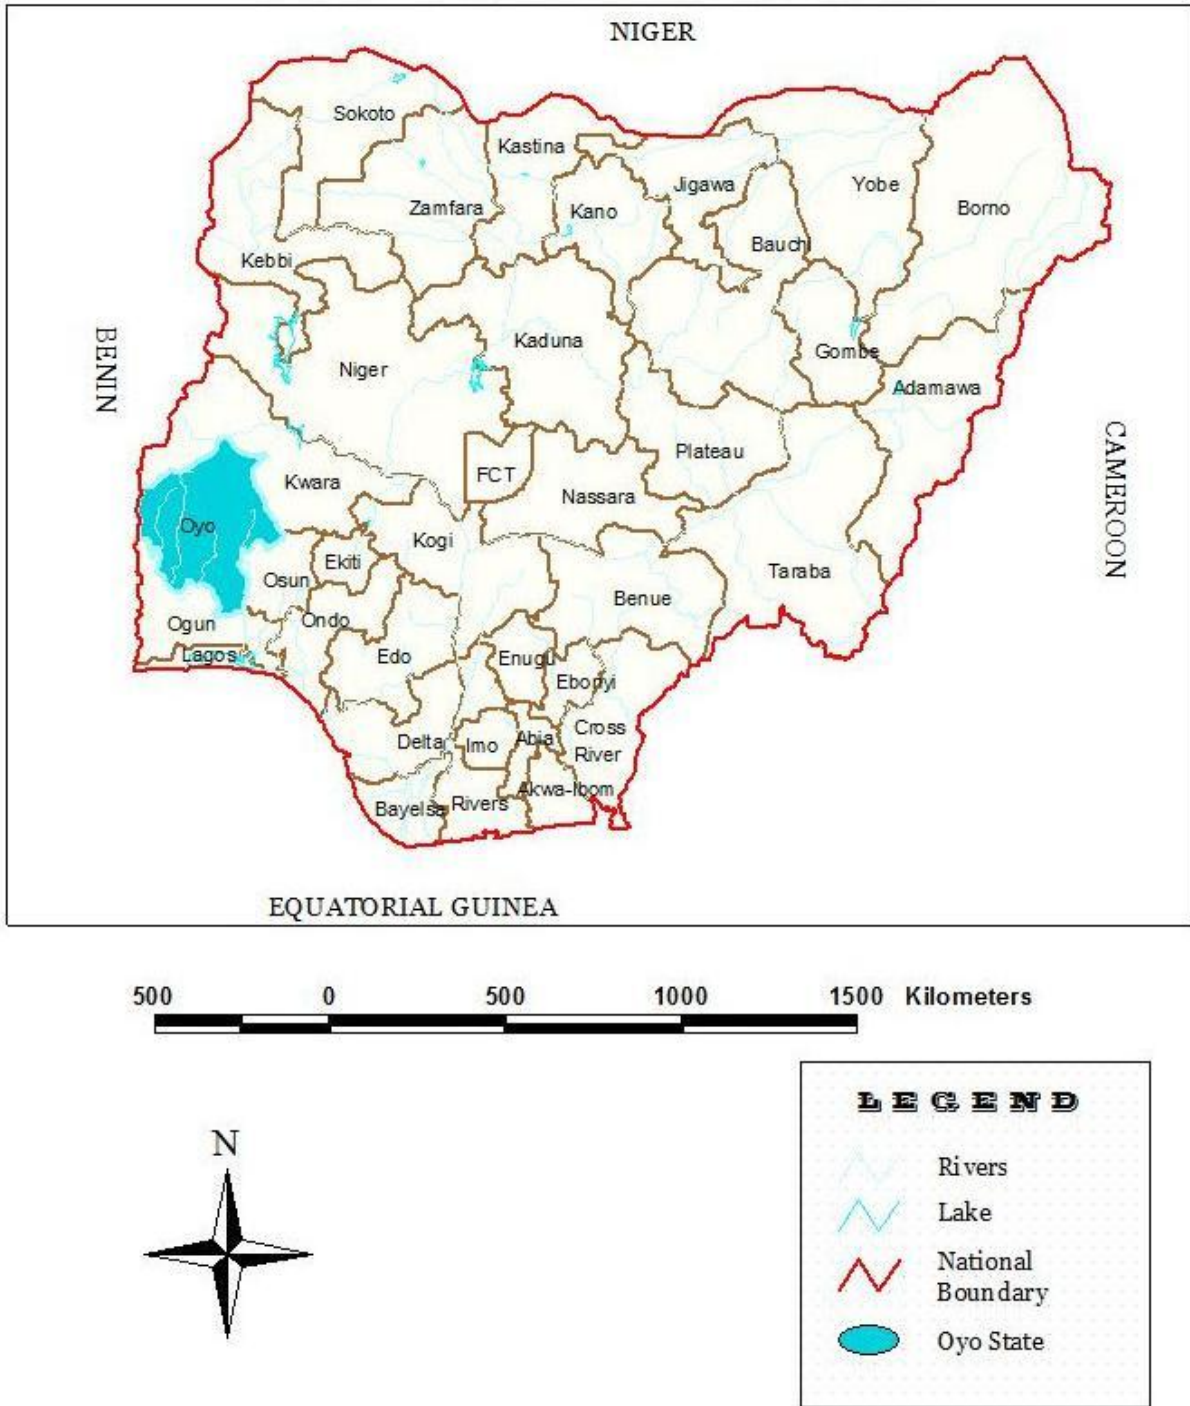 NIGER
Sokoto
Kastina
Jigawa
Yobe
Zamfara
Kano
Borno
Bauchi
Kebbi
Kaduna
Gombe
Niger
Adamawa
BENIN
Plateau
FCT
Kwara
Nassara
CAMEROON
Oyo
Kogi
Ekiti
Osun
Taraba
Benue
Ogun
Ondo
Lagos
Edo
Enugu
Ebonyi
Cross
River
Delta
Imo
Abia
Akwa-Ibom
Bayelsa
Rivers
EQUATORIAL GUINEA
500 0 500 1000 1500 Kilometers
N
LEGEND
Rivers
Lake
National
Boundary
Oyo State